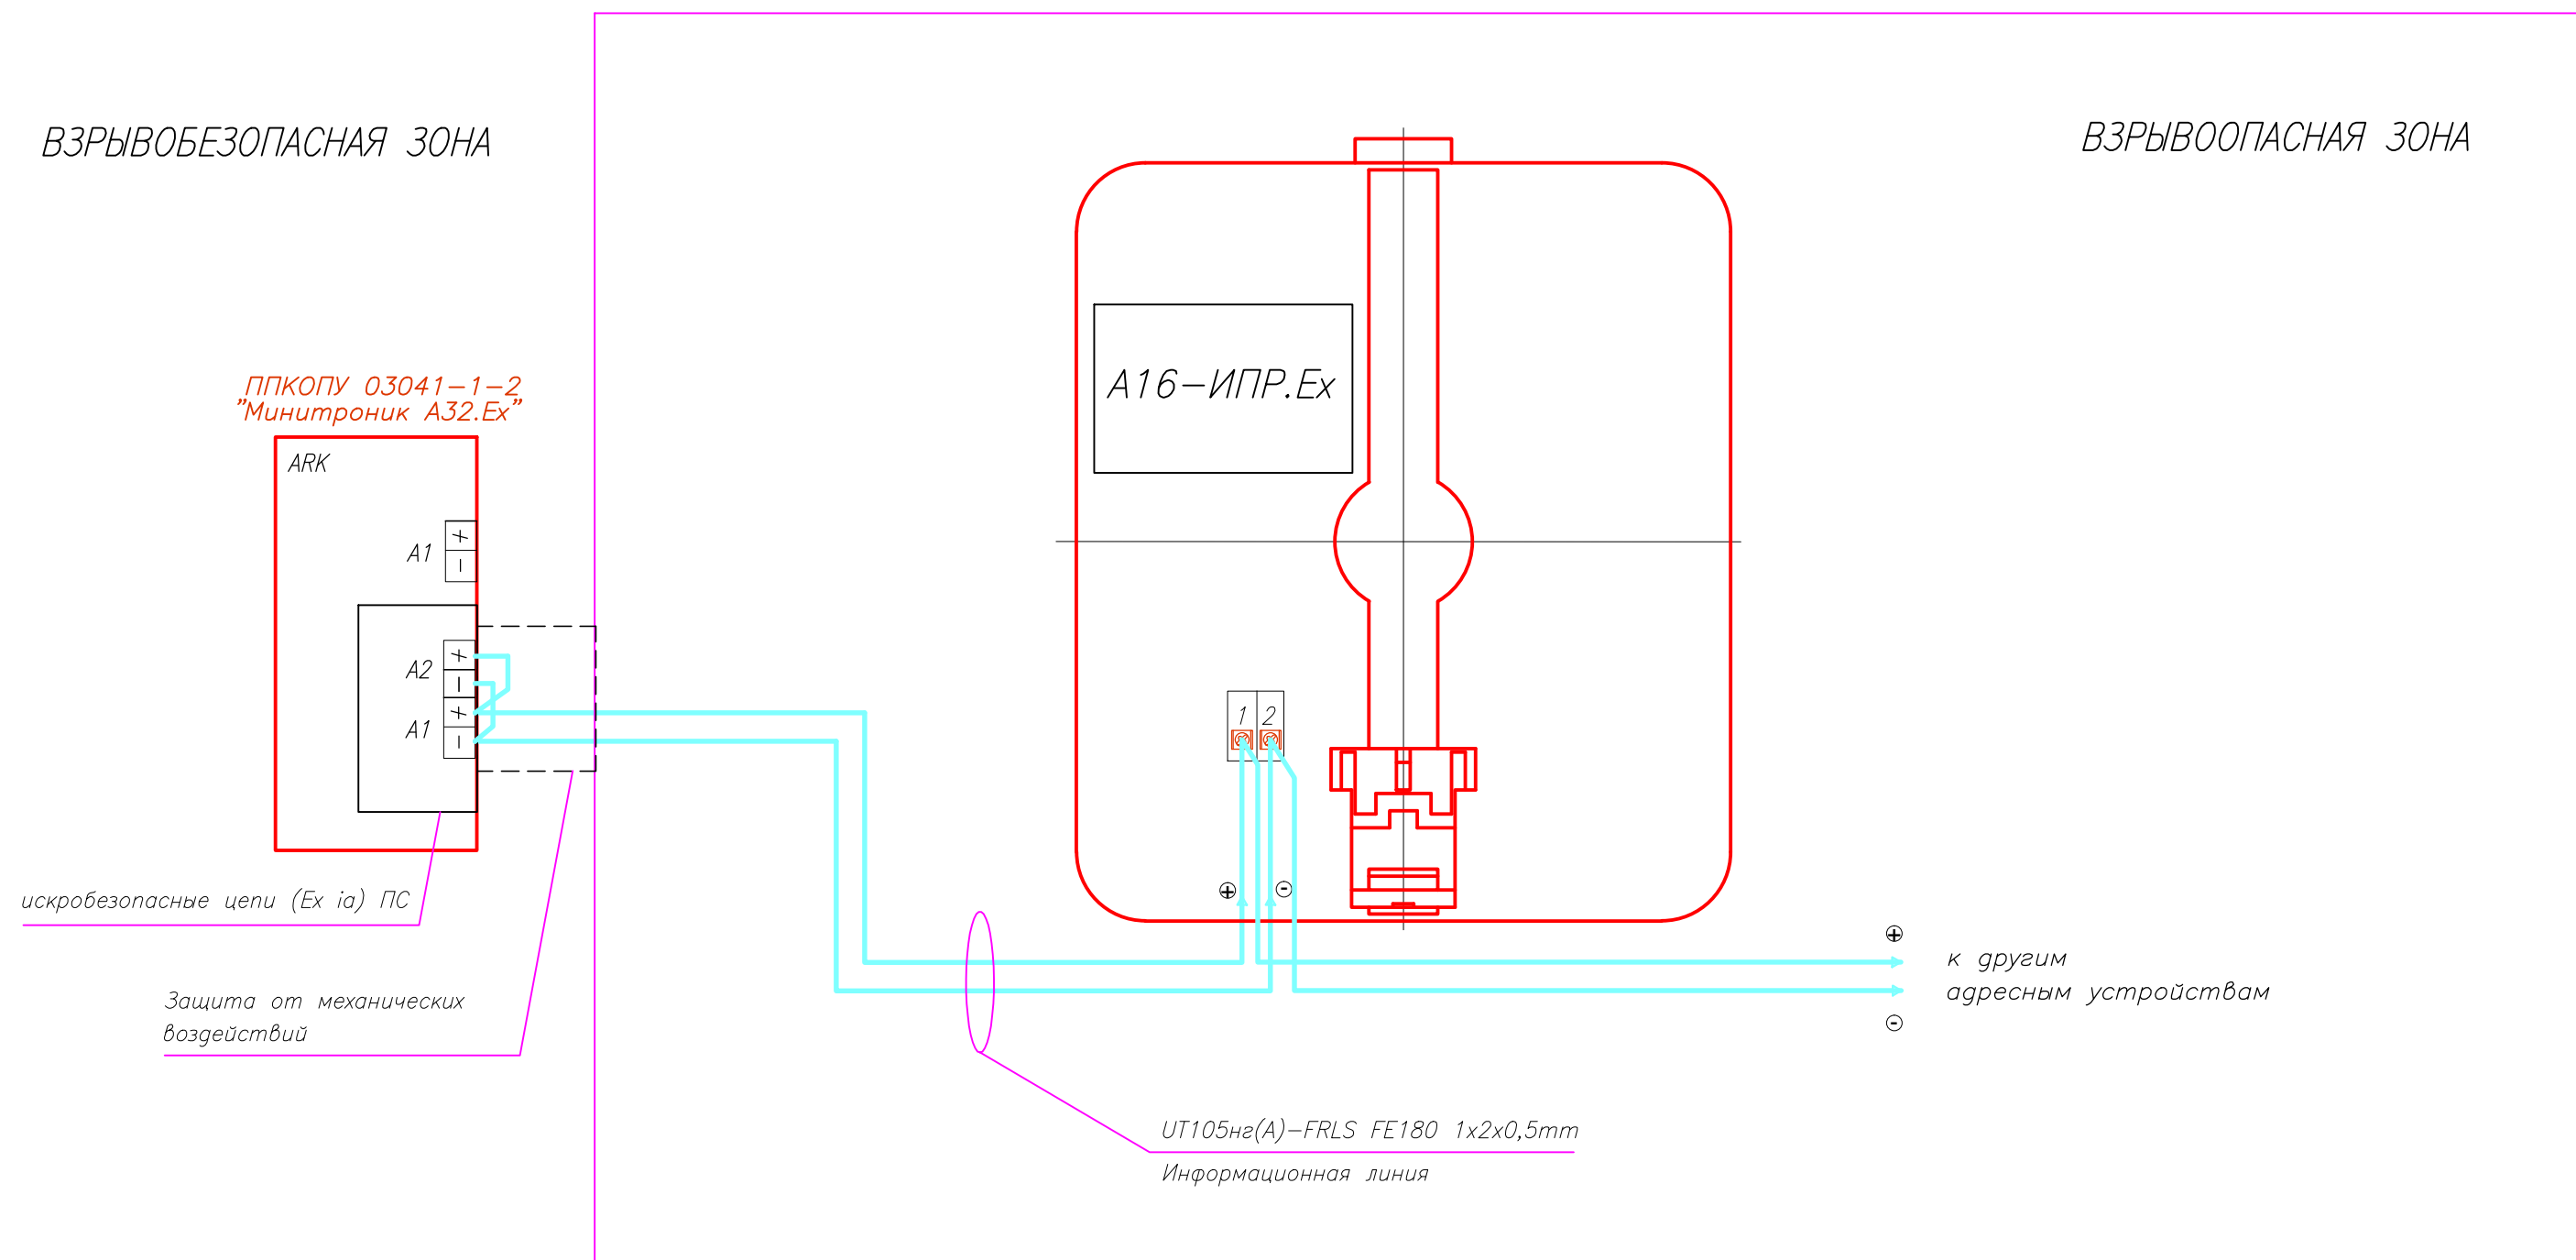 ВЗРЫВОБЕЗОПАСНАЯ ЗОНА
ВЗРЫВООПАСНАЯ ЗОНА
ППКОПУ 03041-1-2
"Минитроник А32.Ex"
ARK
A1
+
-
A2
+
-
A1
+
-
А16-ИПР.Ex
1 2
+
-
искробезопасные цепи (Ex ia) ПС
Защита от механических
воздействий
+
к другим
адресным устройствам
-
UT105нг(А)-FRLS FE180 1x2x0,5mm
Информационная линия